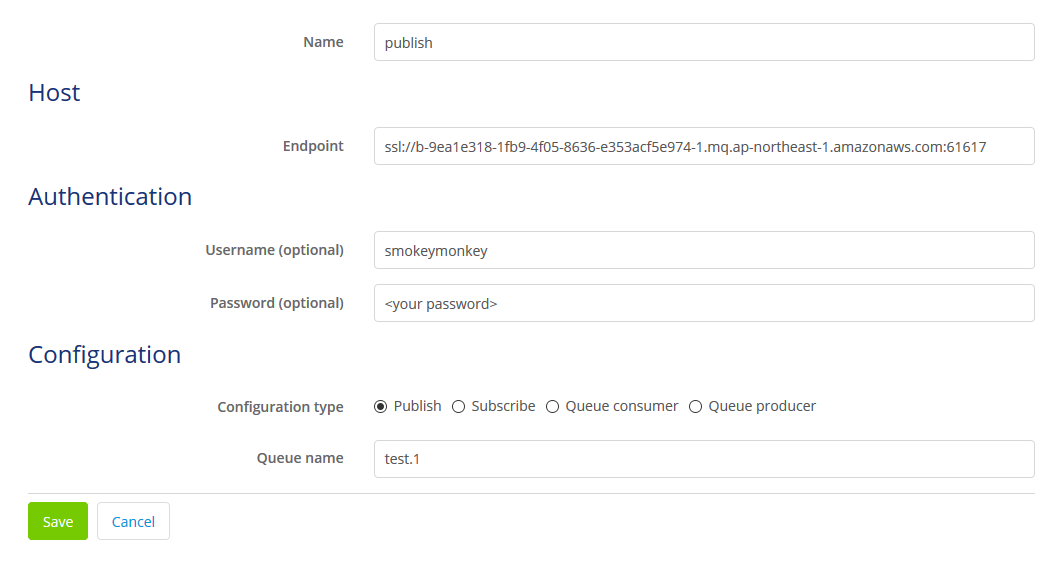 Name publish
Host
Endpoint ssl://b-9ea1e318-1fb9-4f05-8636-e353acf5e974-1.mq.ap-northeast-1.amazonaws.com:61617
Authentication
Username (optional) smokeymonkey
Password (optional) <your password>
Configuration
Configuration type Publish Subscribe Queue consumer Queue producer
Queue name test.1
Save Cancel